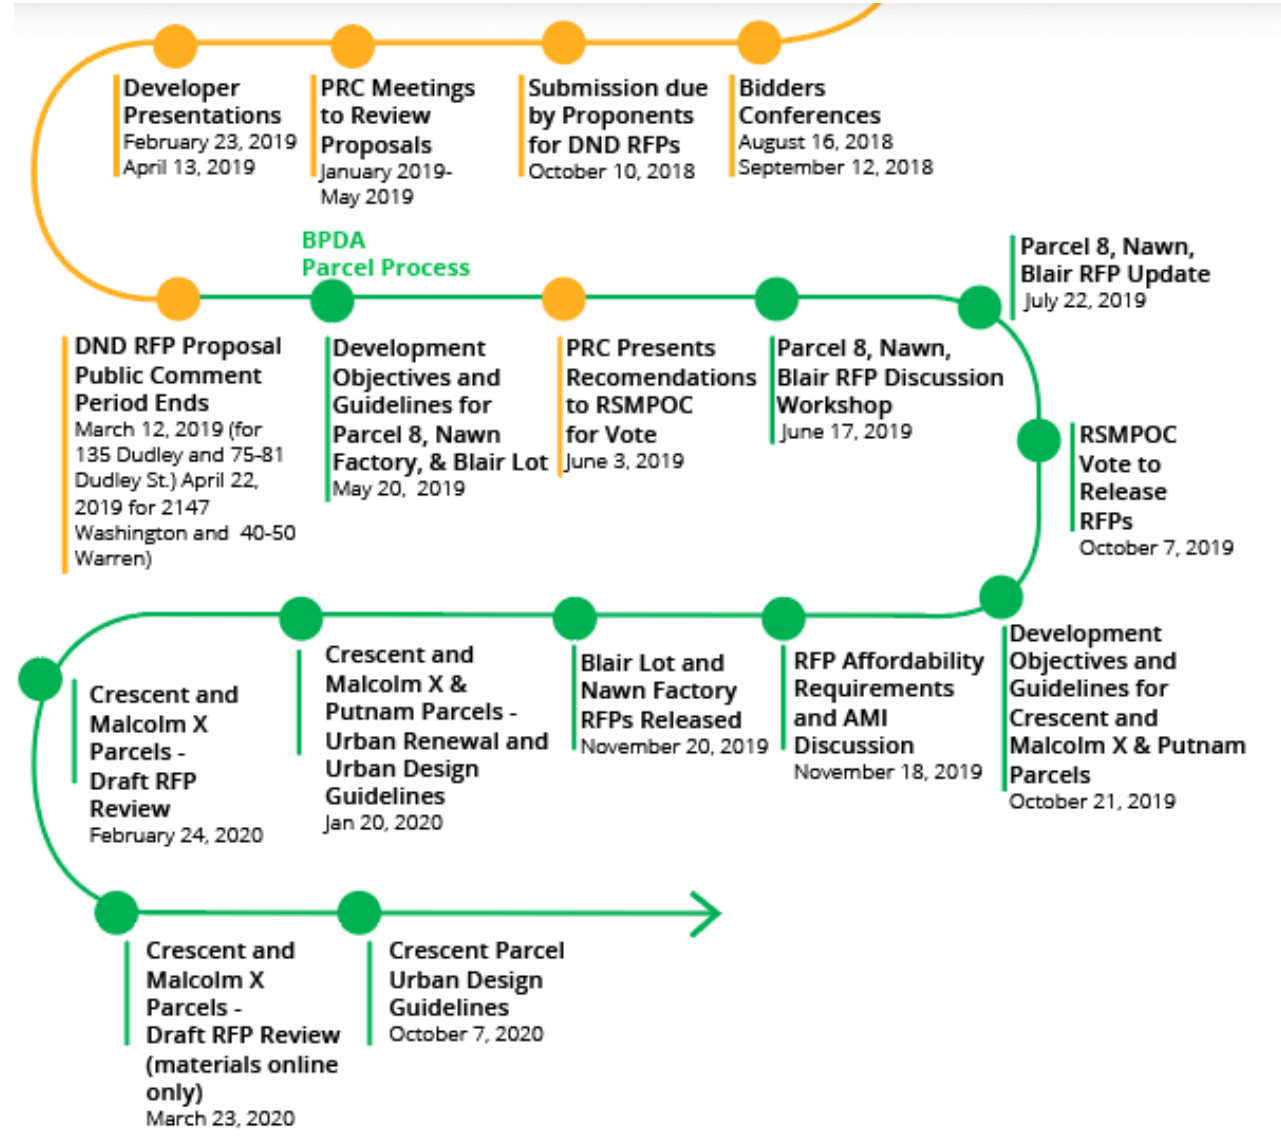 Developer
Presentations
February 23, 2019
April 13, 2019
PRC Meetings
to Review
Proposals
January 2019-
May 2019
Submission due
by Proponents
for DND RFPs
October 10, 2018
Bidders
Conferences
August 16, 2018
September 12, 2018
BPDA
Parcel Process
Parcel 8, Nawn,
Blair RFP Update
July 22, 2019
DND RFP Proposal
Public Comment
Period Ends
March 12, 2019 (for
135 Dudley and 75-81
Dudley St.) April 22,
2019 for 2147
Washington and 40-50
Warren)
Development
Objectives and
Guidelines for
Parcel 8, Nawn
Factory, & Blair Lot
May 20, 2019
PRC Presents
Recomendations
to RSMPOC
for Vote
June 3, 2019
Parcel 8, Nawn,
Blair RFP Discussion
Workshop
June 17, 2019
RSMPOC
Vote to
Release
RFPs
October 7, 2019
Crescent and
Malcolm X
Parcels -
Draft RFP
Review
February 24, 2020
Crescent and
Malcolm X &
Putnam Parcels -
Urban Renewal and
Urban Design
Guidelines
Jan 20, 2020
Blair Lot and
Nawn Factory
RFPs Released
November 20, 2019
RFP Affordability
Requirements
and AMI
Discussion
November 18, 2019
Development
Objectives and
Guidelines for
Crescent and
Malcolm X & Putnam
Parcels
October 21, 2019
Crescent and
Malcolm X
Parcels -
Draft RFP Review
(materials online
only)
March 23, 2020
Crescent Parcel
Urban Design
Guidelines
October 7, 2020